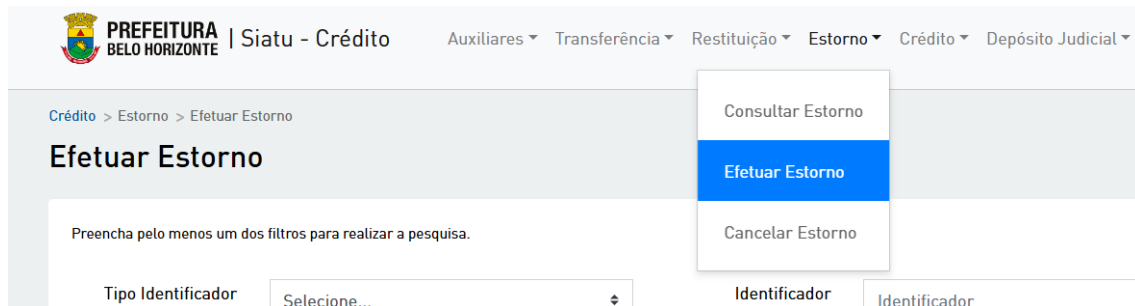 PREFEITURA
BELO HORIZONTE | Siatu - Crédito
Auxiliares Transferência Restituição Estorno Crédito Depósito Judicial
Crédito > Estorno > Efetuar Estorno
Efetuar Estorno
Consultar Estorno
Efetuar Estorno
Cancelar Estorno
Preencha pelo menos um dos filtros para realizar a pesquisa.
Tipo Identificador Selecione... Identificador Identificador